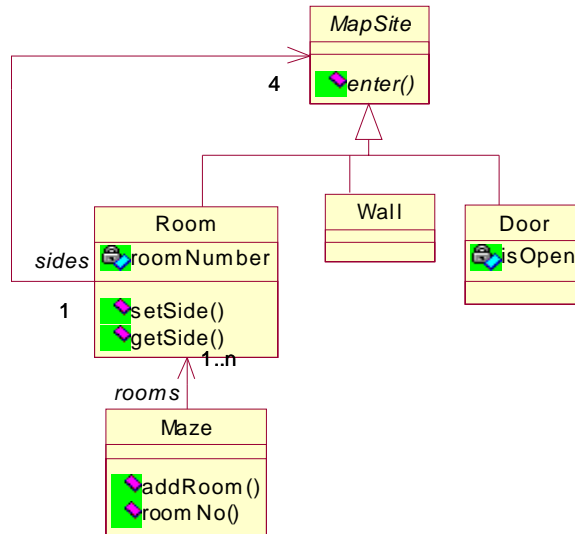 MapSite
4
enter()
Room
Wall
Door
sides
roomNumber
isOpen
1
setSide()
getSide()
1..n
rooms
Maze
addRoom()
roomNo()